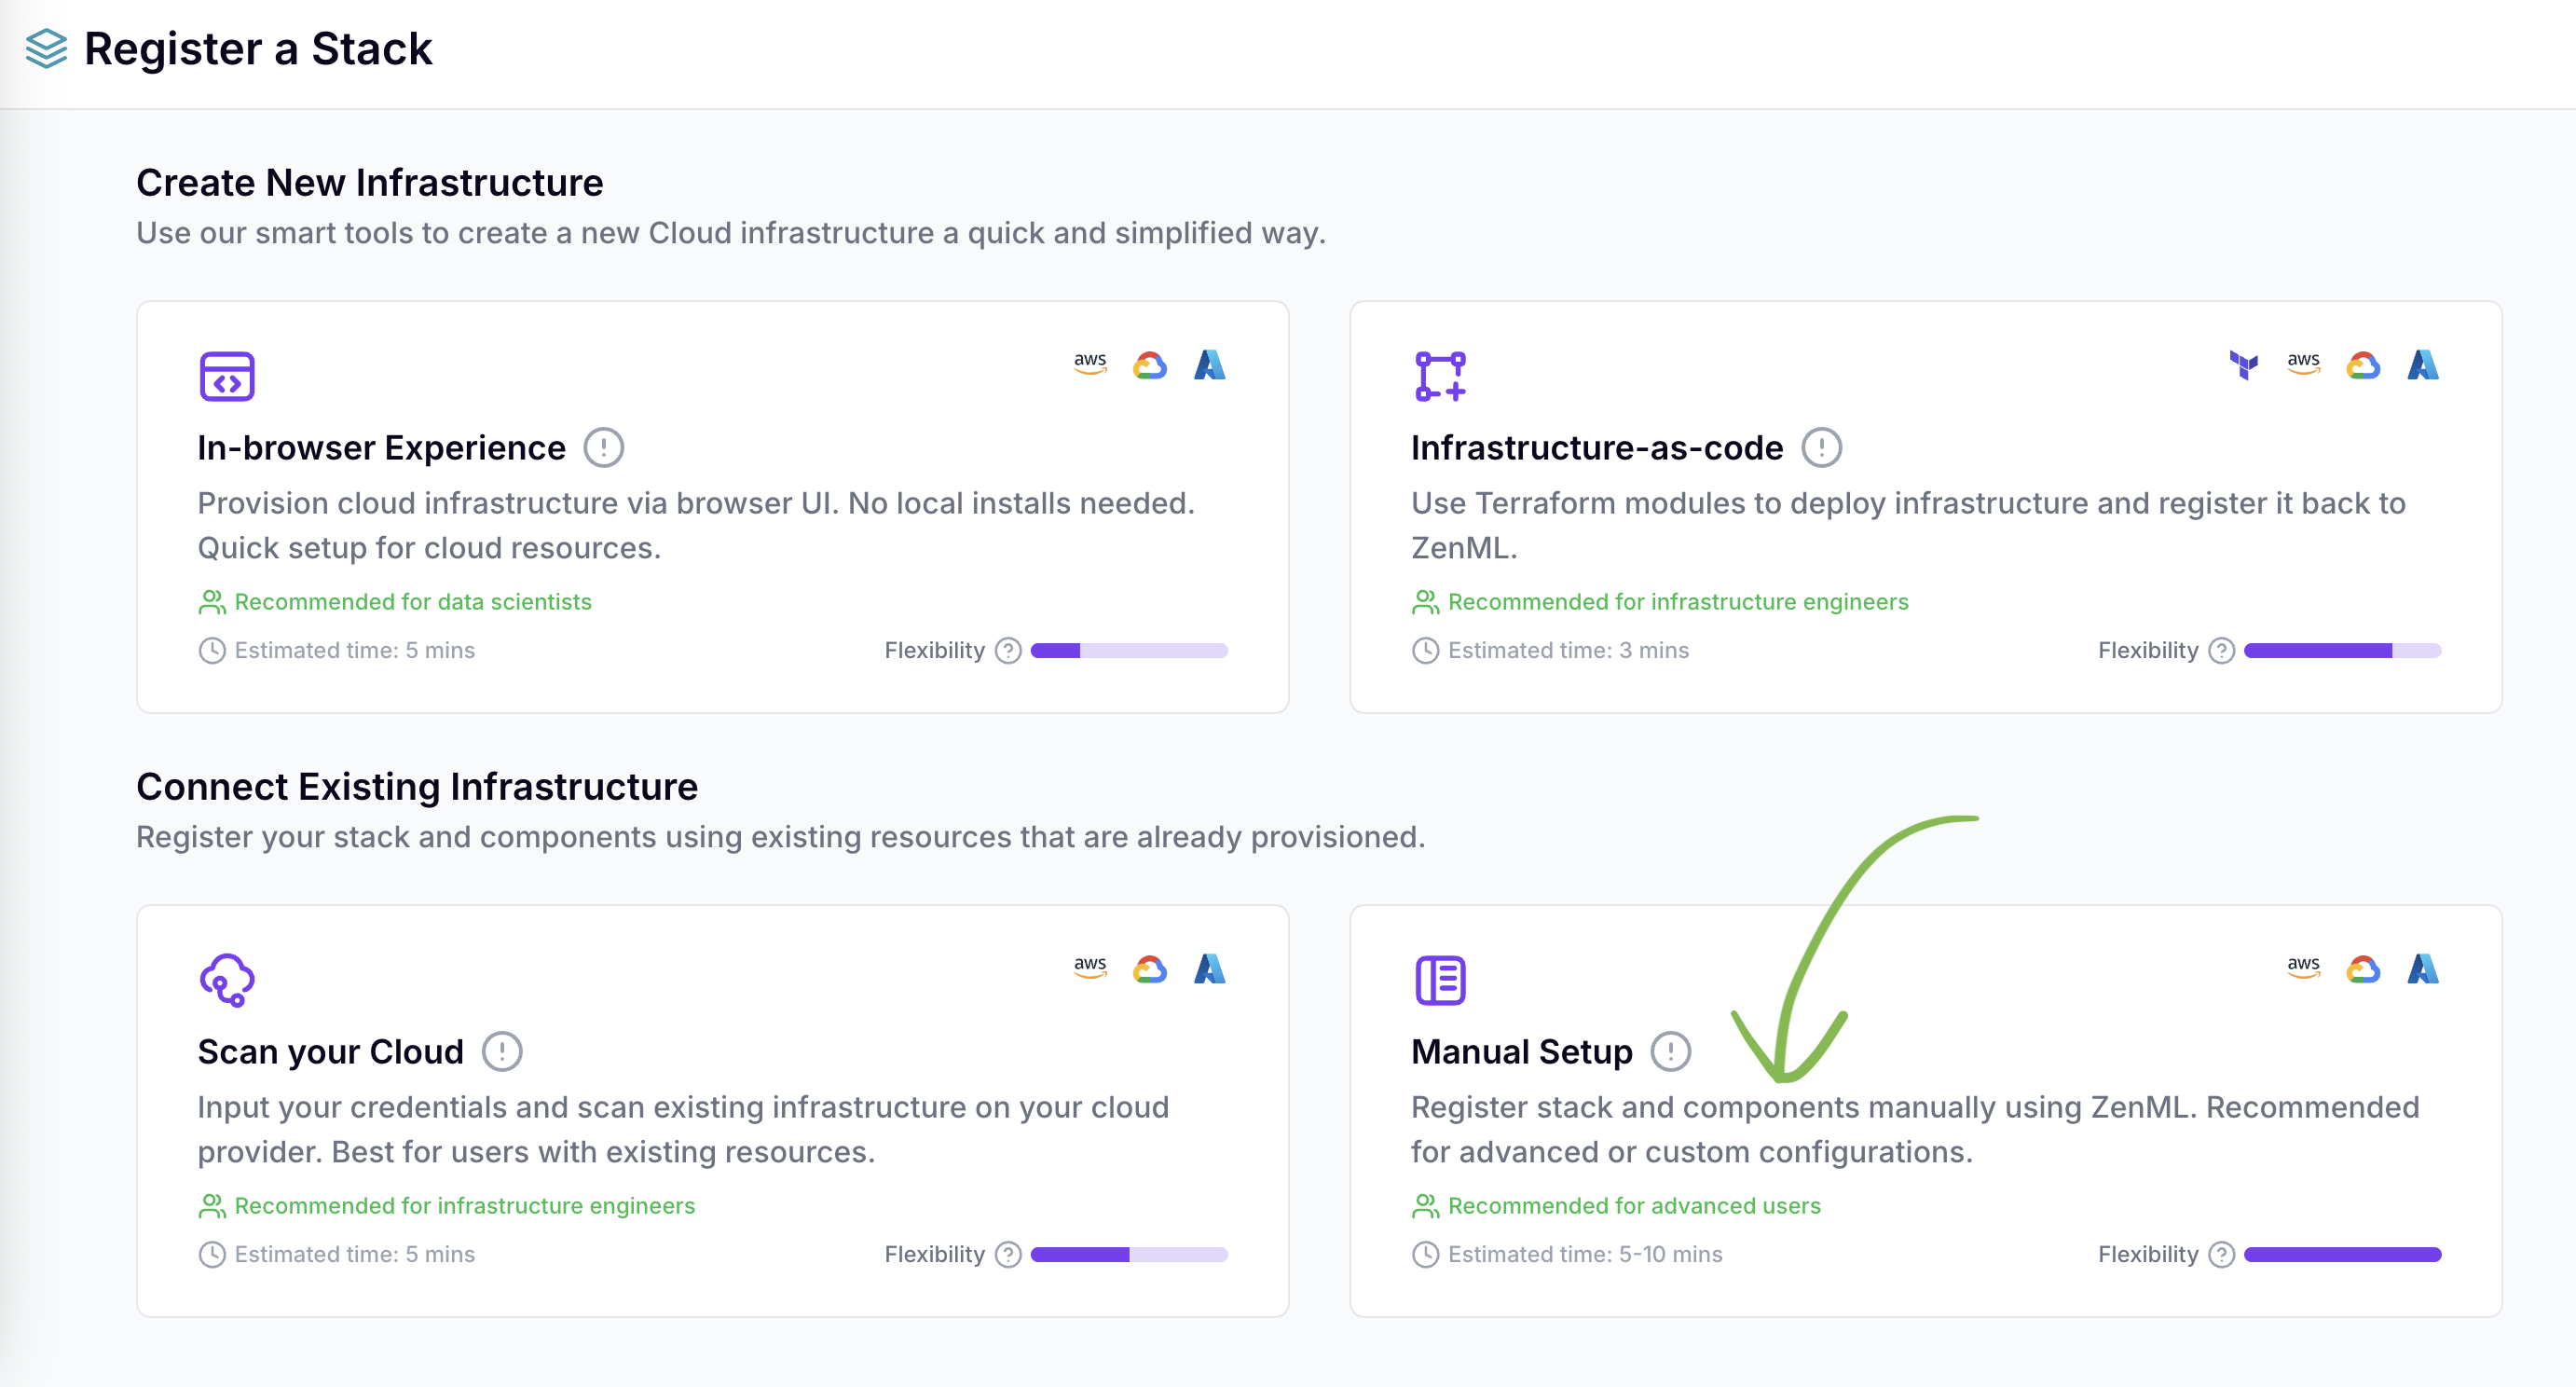 Register a Stack
Create New Infrastructure
Use our smart tools to create a new Cloud infrastructure a quick and simplified way.
aws
In-browser Experience
Provision cloud infrastructure via browser UI. No local installs needed.
Quick setup for cloud resources.
Recommended for data scientists
Estimated time: 5 mins
Flexibility
aws
Infrastructure-as-code
Use Terraform modules to deploy infrastructure and register it back to
ZenML.
Recommended for infrastructure engineers
Estimated time: 3 mins
Flexibility
Connect Existing Infrastructure
Register your stack and components using existing resources that are already provisioned.
aws
Scan your Cloud
Input your credentials and scan existing infrastructure on your cloud
provider. Best for users with existing resources.
Recommended for infrastructure engineers
Estimated time: 5 mins
Flexibility
aws
Manual Setup
Register stack and components manually using ZenML. Recommended
for advanced or custom configurations.
Recommended for advanced users
Estimated time: 5-10 mins
Flexibility